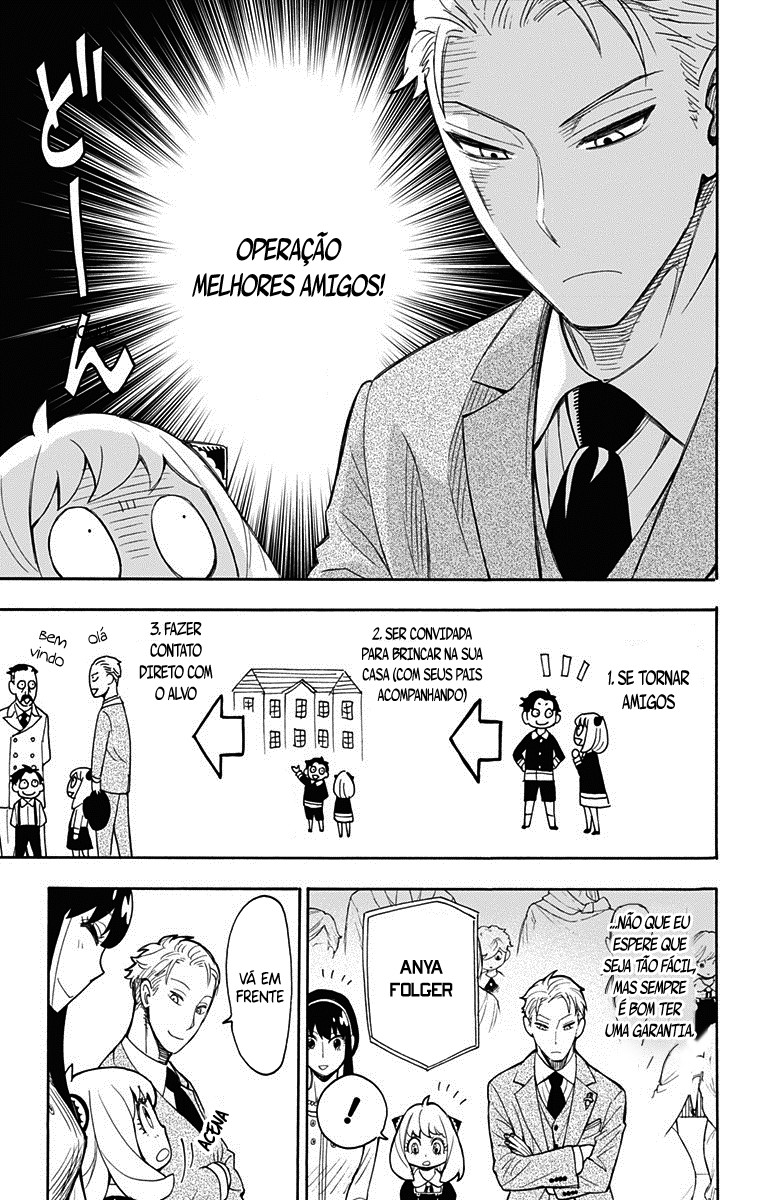 どーん
OPERAÇÃO
MELHORES AMIGOS!
1. SE TORNAR
AMIGOS
2. SER CONVIDADA
PARA BRINCAR NA SUA
CASA (COM SEUS PAIS
ACOMPANHANDO)
3. FAZER
CONTATO
DIRETO COM
O ALVO
Olá
Bem
vindo
...NÃO QUE EU
ESPERE QUE
SEJA TÃO FÁCIL,
MAS SEMPRE
É BOM TER
UMA GARANTIA.
ANYA
FOLGER
!
VÁ EM
FRENTE
ACENA